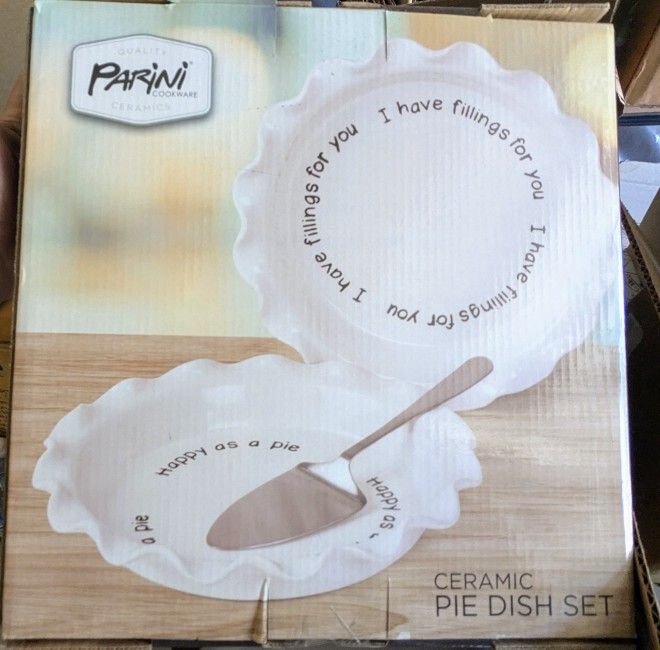 QUALITY
PARINI
COOKWARE
CERAMICS
I have fillings for you
I have fillings for you
I have fillings for you
Happy as a pie
Happy as
a pie
CERAMIC
PIE DISH SET